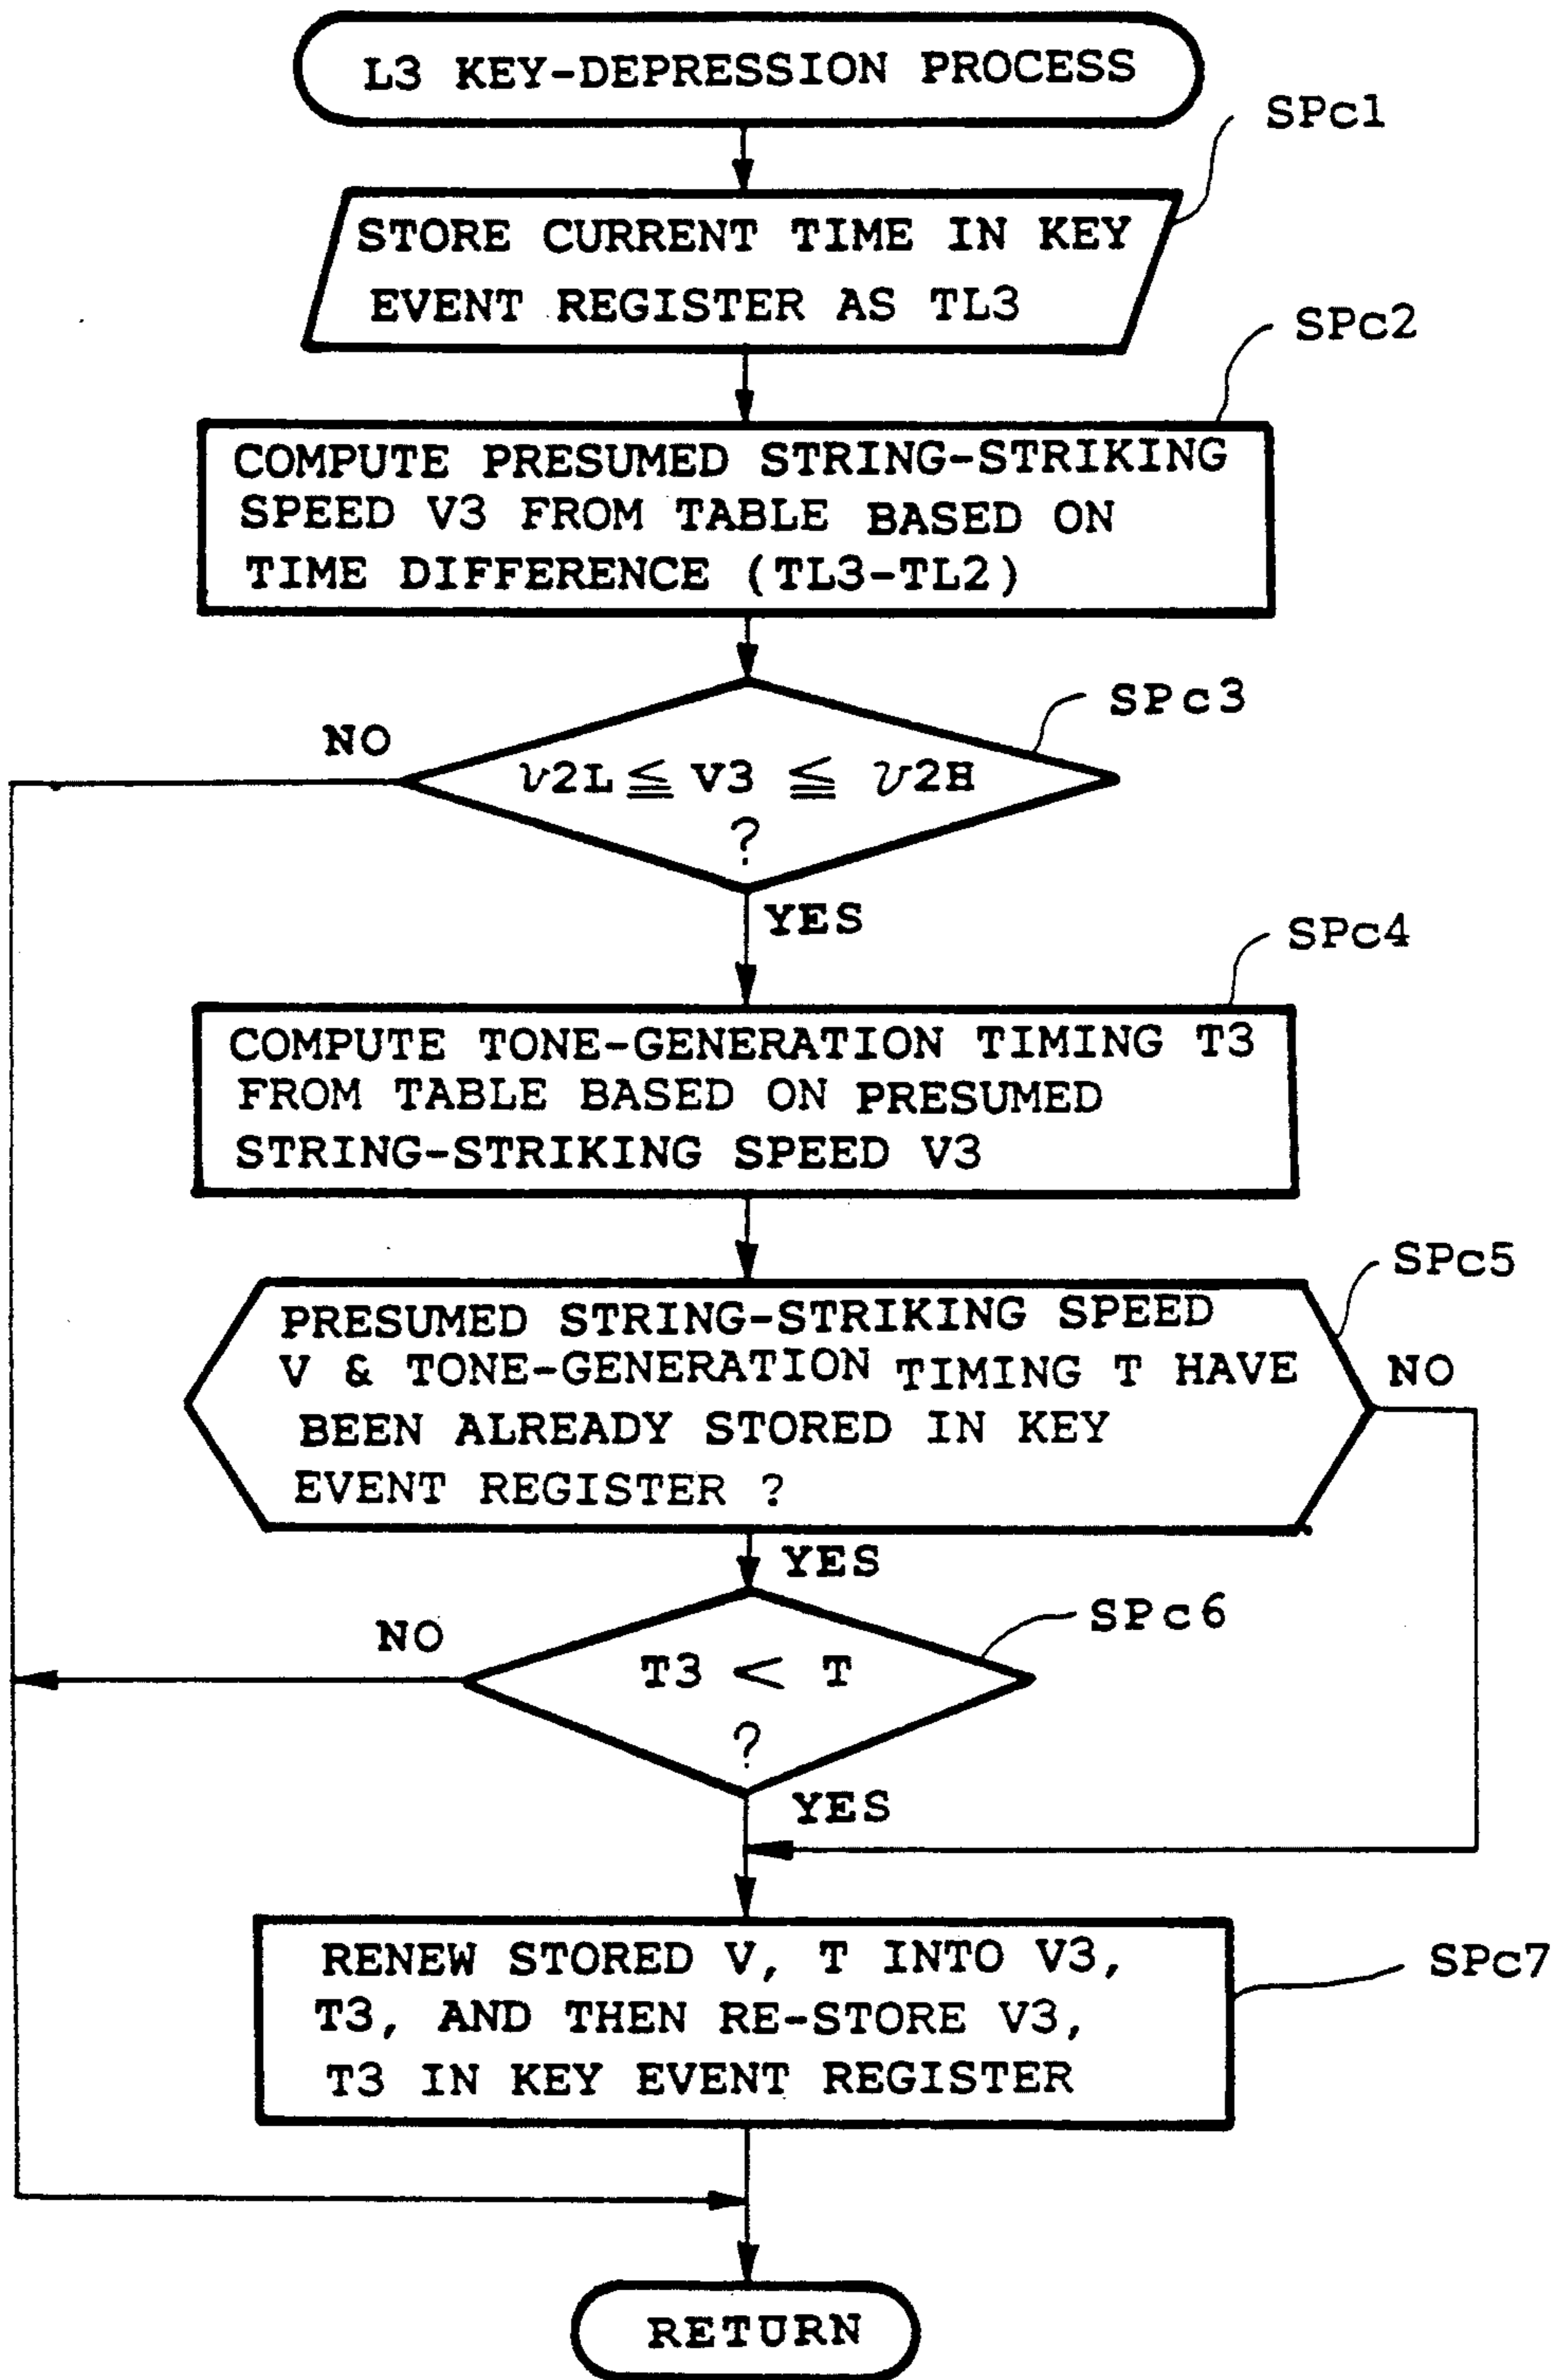 L3 KEY-DEPRESSION PROCESS
SPc1
STORE CURRENT TIME IN KEY
EVENT REGISTER AS TL3
SPc2
COMPUTE PRESUMED STRING-STRIKING
SPEED V3 FROM TABLE BASED ON
TIME DIFFERENCE (TL3-TL2)
SPc3
NO
v2L ≦ V3 ≦ v2H
?
YES
SPc4
COMPUTE TONE-GENERATION TIMING T3
FROM TABLE BASED ON PRESUMED
STRING-STRIKING SPEED V3
SPc5
PRESUMED STRING-STRIKING SPEED
V & TONE-GENERATION TIMING T HAVE
BEEN ALREADY STORED IN KEY
EVENT REGISTER ?
NO
YES
SPc6
NO
T3 < T
?
YES
RENEW STORED V, T INTO V3,
T3, AND THEN RE-STORE V3,
T3 IN KEY EVENT REGISTER
SPc7
RETURN